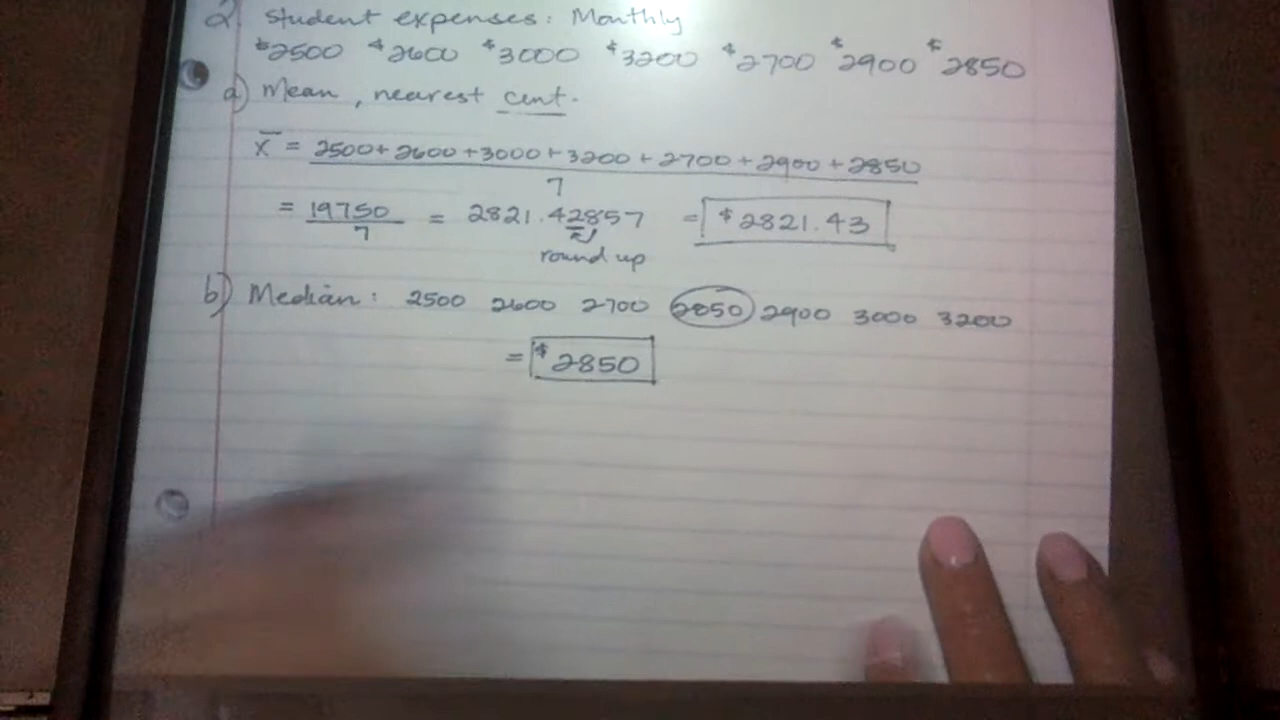 2. Student expenses: Monthly
$2500 $2600 $3000 $3200 $2700 $2900 $2850
a) Mean, nearest cent.
x̄ = 2500+2600+3000+3200+2700+2900+2850
7
= 19750/7 = 2821.42857 = $2821.43
round up
b) Median: 2500 2600 2700 2850 2900 3000 3200
= $2850